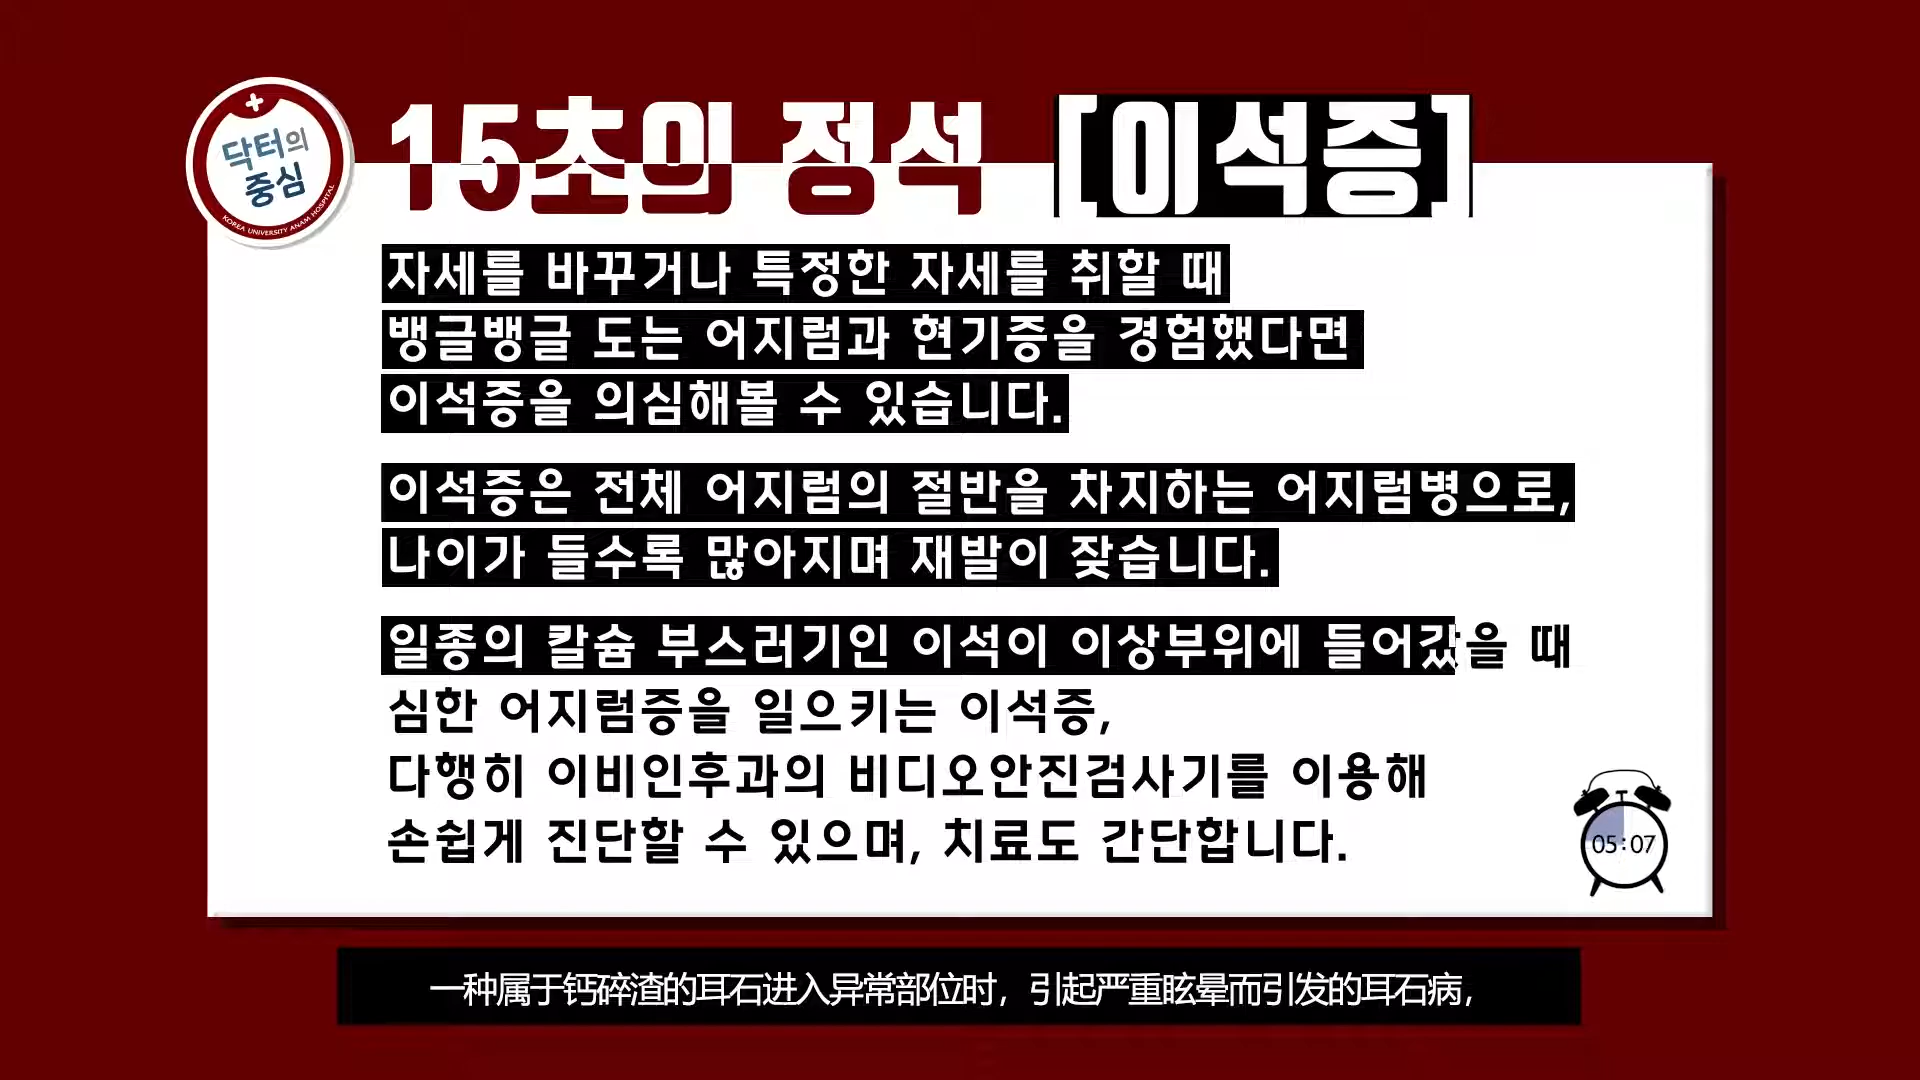 닥터의
중심
KOREA UNIVERSITY ANAM HOSPITAL
15초의 정석 [이석증]
자세를 바꾸거나 특정한 자세를 취할 때
뱅글뱅글 도는 어지럼과 현기증을 경험했다면
이석증을 의심해볼 수 있습니다.
이석증은 전체 어지럼의 절반을 차지하는 어지럼병으로,
나이가 들수록 많아지며 재발이 잦습니다.
일종의 칼슘 부스러기인 이석이 이상부위에 들어갔을 때
심한 어지럼증을 일으키는 이석증,
다행히 이비인후과의 비디오안진검사기를 이용해
손쉽게 진단할 수 있으며, 치료도 간단합니다.
05:07
一种属于钙碎渣的耳石进入异常部位时，引起严重眩晕而引发的耳石病，